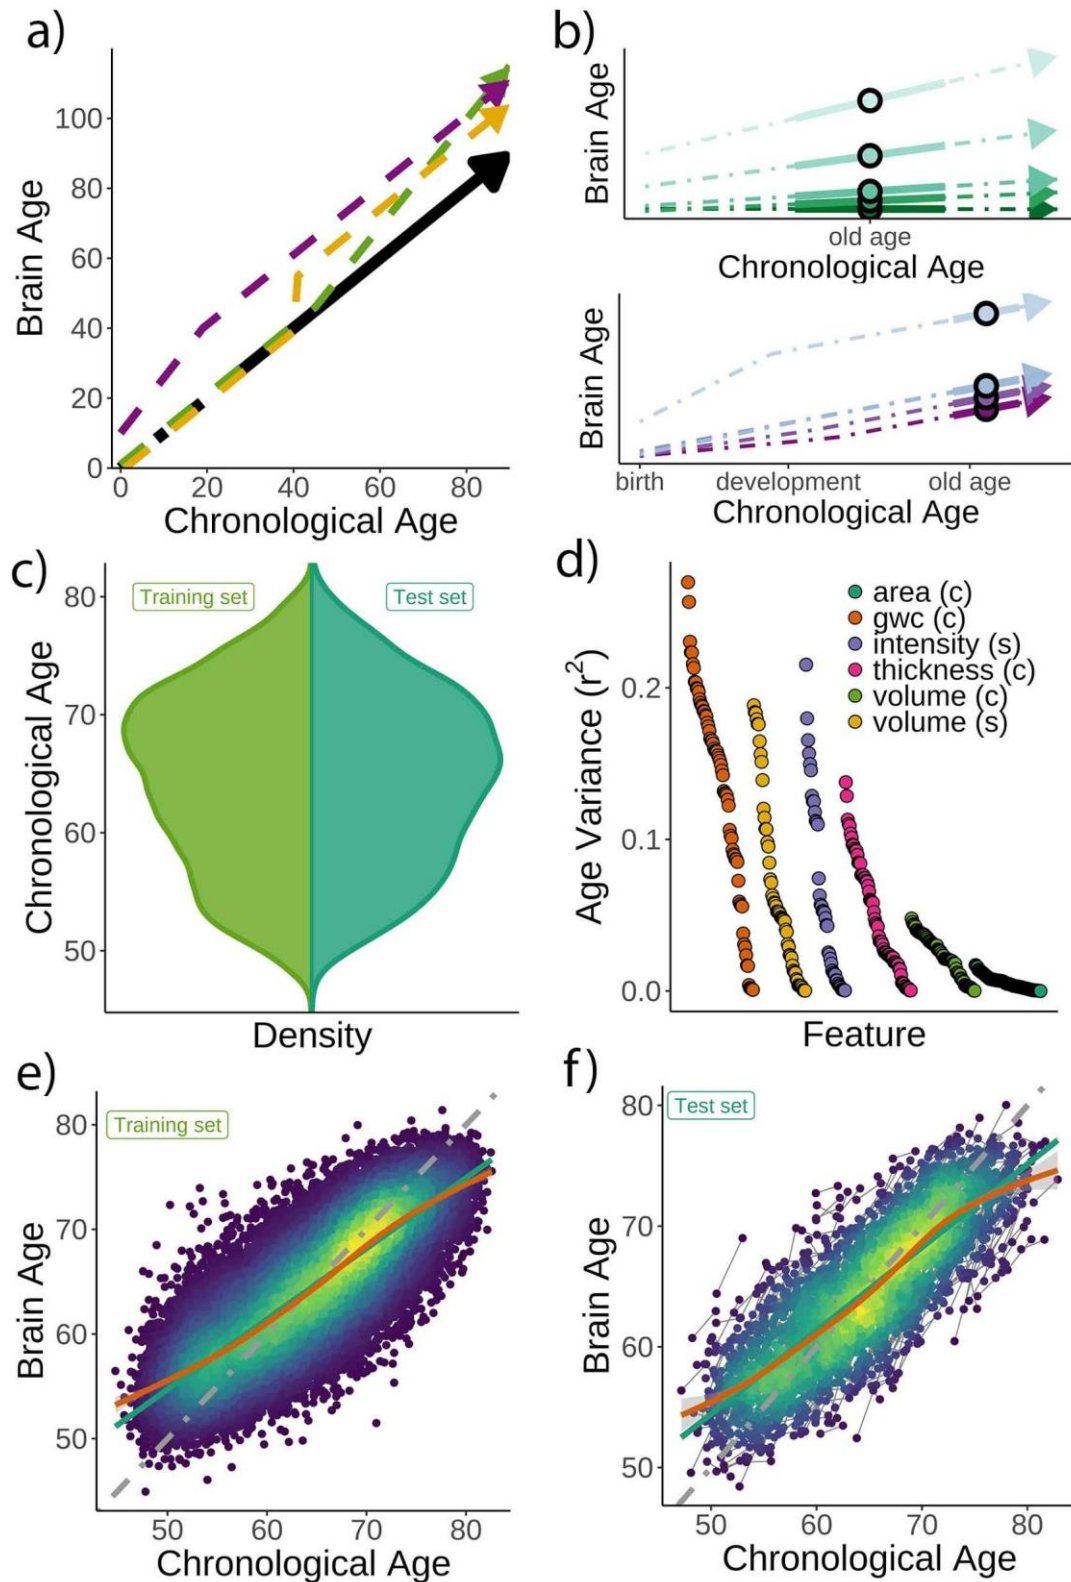 a)
Brain Age
100
80
60
40
20
0
0 20 40 60 80
Chronological Age
b)
Brain Age
old age
Chronological Age
Brain Age
birth development old age
Chronological Age
c)
Chronological Age
80
70
60
50
Training set Test set
Density
d)
Age Variance (r²)
0.2
0.1
0.0
area (c)
gwc (c)
intensity (s)
thickness (c)
volume (c)
volume (s)
Feature
e)
Training set
Brain Age
80
70
60
50
50 60 70 80
Chronological Age
f)
Test set
Brain Age
80
70
60
50
50 60 70 80
Chronological Age